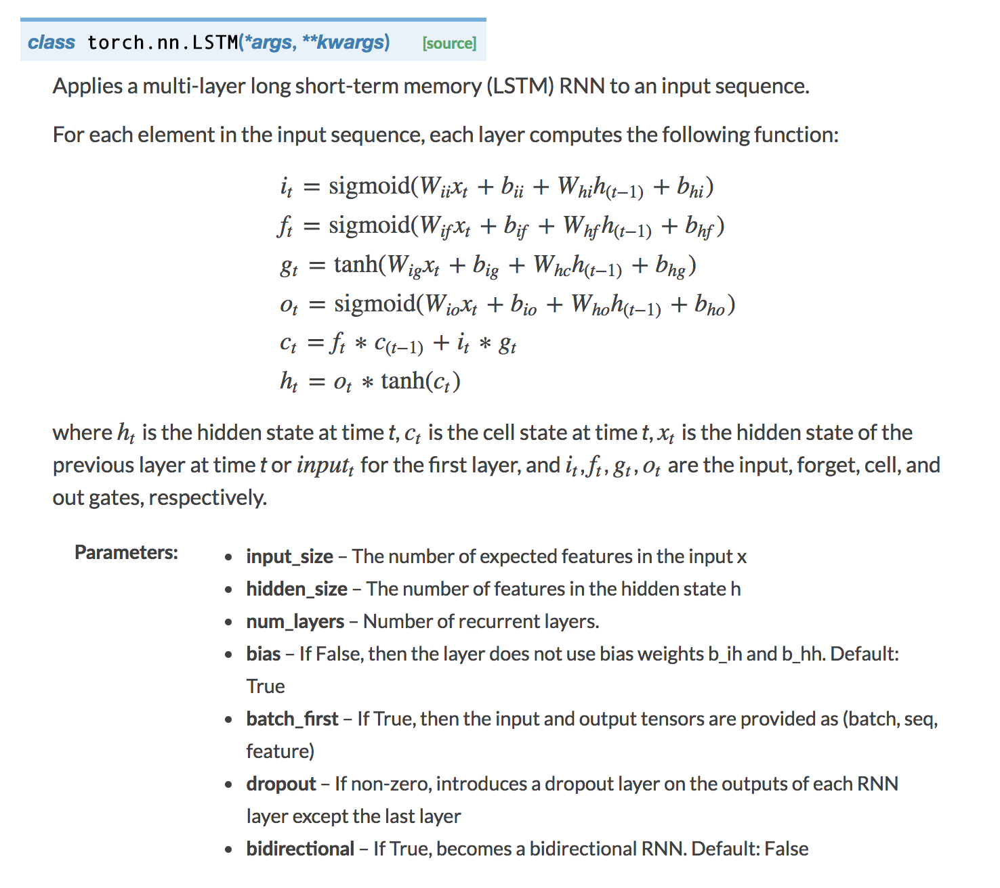 class torch.nn.LSTM(*args, **kwargs) [source]
Applies a multi-layer long short-term memory (LSTM) RNN to an input sequence.
For each element in the input sequence, each layer computes the following function:
i_t = sigmoid(W_{ii}x_t + b_{ii} + W_{hi}h_{(t−1)} + b_{hi})
f_t = sigmoid(W_{if}x_t + b_{if} + W_{hf}h_{(t−1)} + b_{hf})
g_t = tanh(W_{ig}x_t + b_{ig} + W_{hc}h_{(t−1)} + b_{hg})
o_t = sigmoid(W_{io}x_t + b_{io} + W_{ho}h_{(t−1)} + b_{ho})
c_t = f_t * c_{(t−1)} + i_t * g_t
h_t = o_t * tanh(c_t)
where h_t is the hidden state at time t, c_t is the cell state at time t, x_t is the hidden state of the
previous layer at time t or input_t for the first layer, and i_t, f_t, g_t, o_t are the input, forget, cell, and
out gates, respectively.
Parameters:
• input_size – The number of expected features in the input x
• hidden_size – The number of features in the hidden state h
• num_layers – Number of recurrent layers.
• bias – If False, then the layer does not use bias weights b_ih and b_hh. Default:
True
• batch_first – If True, then the input and output tensors are provided as (batch, seq,
feature)
• dropout – If non-zero, introduces a dropout layer on the outputs of each RNN
layer except the last layer
• bidirectional – If True, becomes a bidirectional RNN. Default: False